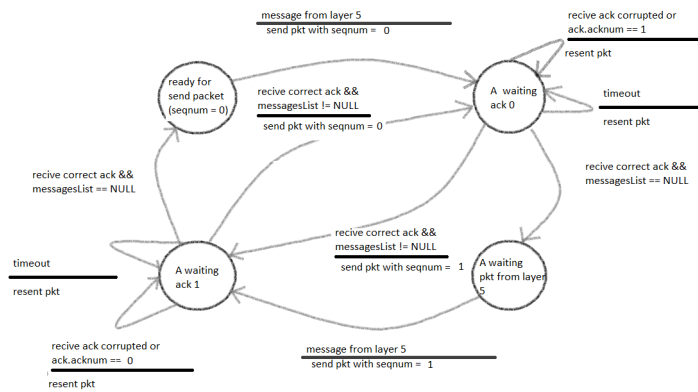 message from layer 5
send pkt with seqnum = 0
recive ack corrupted or
ack.acknum == 1
resent pkt
ready for
send packet
(seqnum = 0)
recive correct ack &&
messagesList != NULL
send pkt with seqnum = 0
A waiting
ack 0
timeout
resent pkt
recive correct ack &&
messagesList == NULL
recive correct ack &&
messagesList == NULL
recive correct ack &&
messagesList != NULL
send pkt with seqnum = 1
timeout
resent pkt
A waiting
ack 1
A waiting
pkt from layer
5
recive ack corrupted or
ack.acknum == 0
resent pkt
message from layer 5
send pkt with seqnum = 1